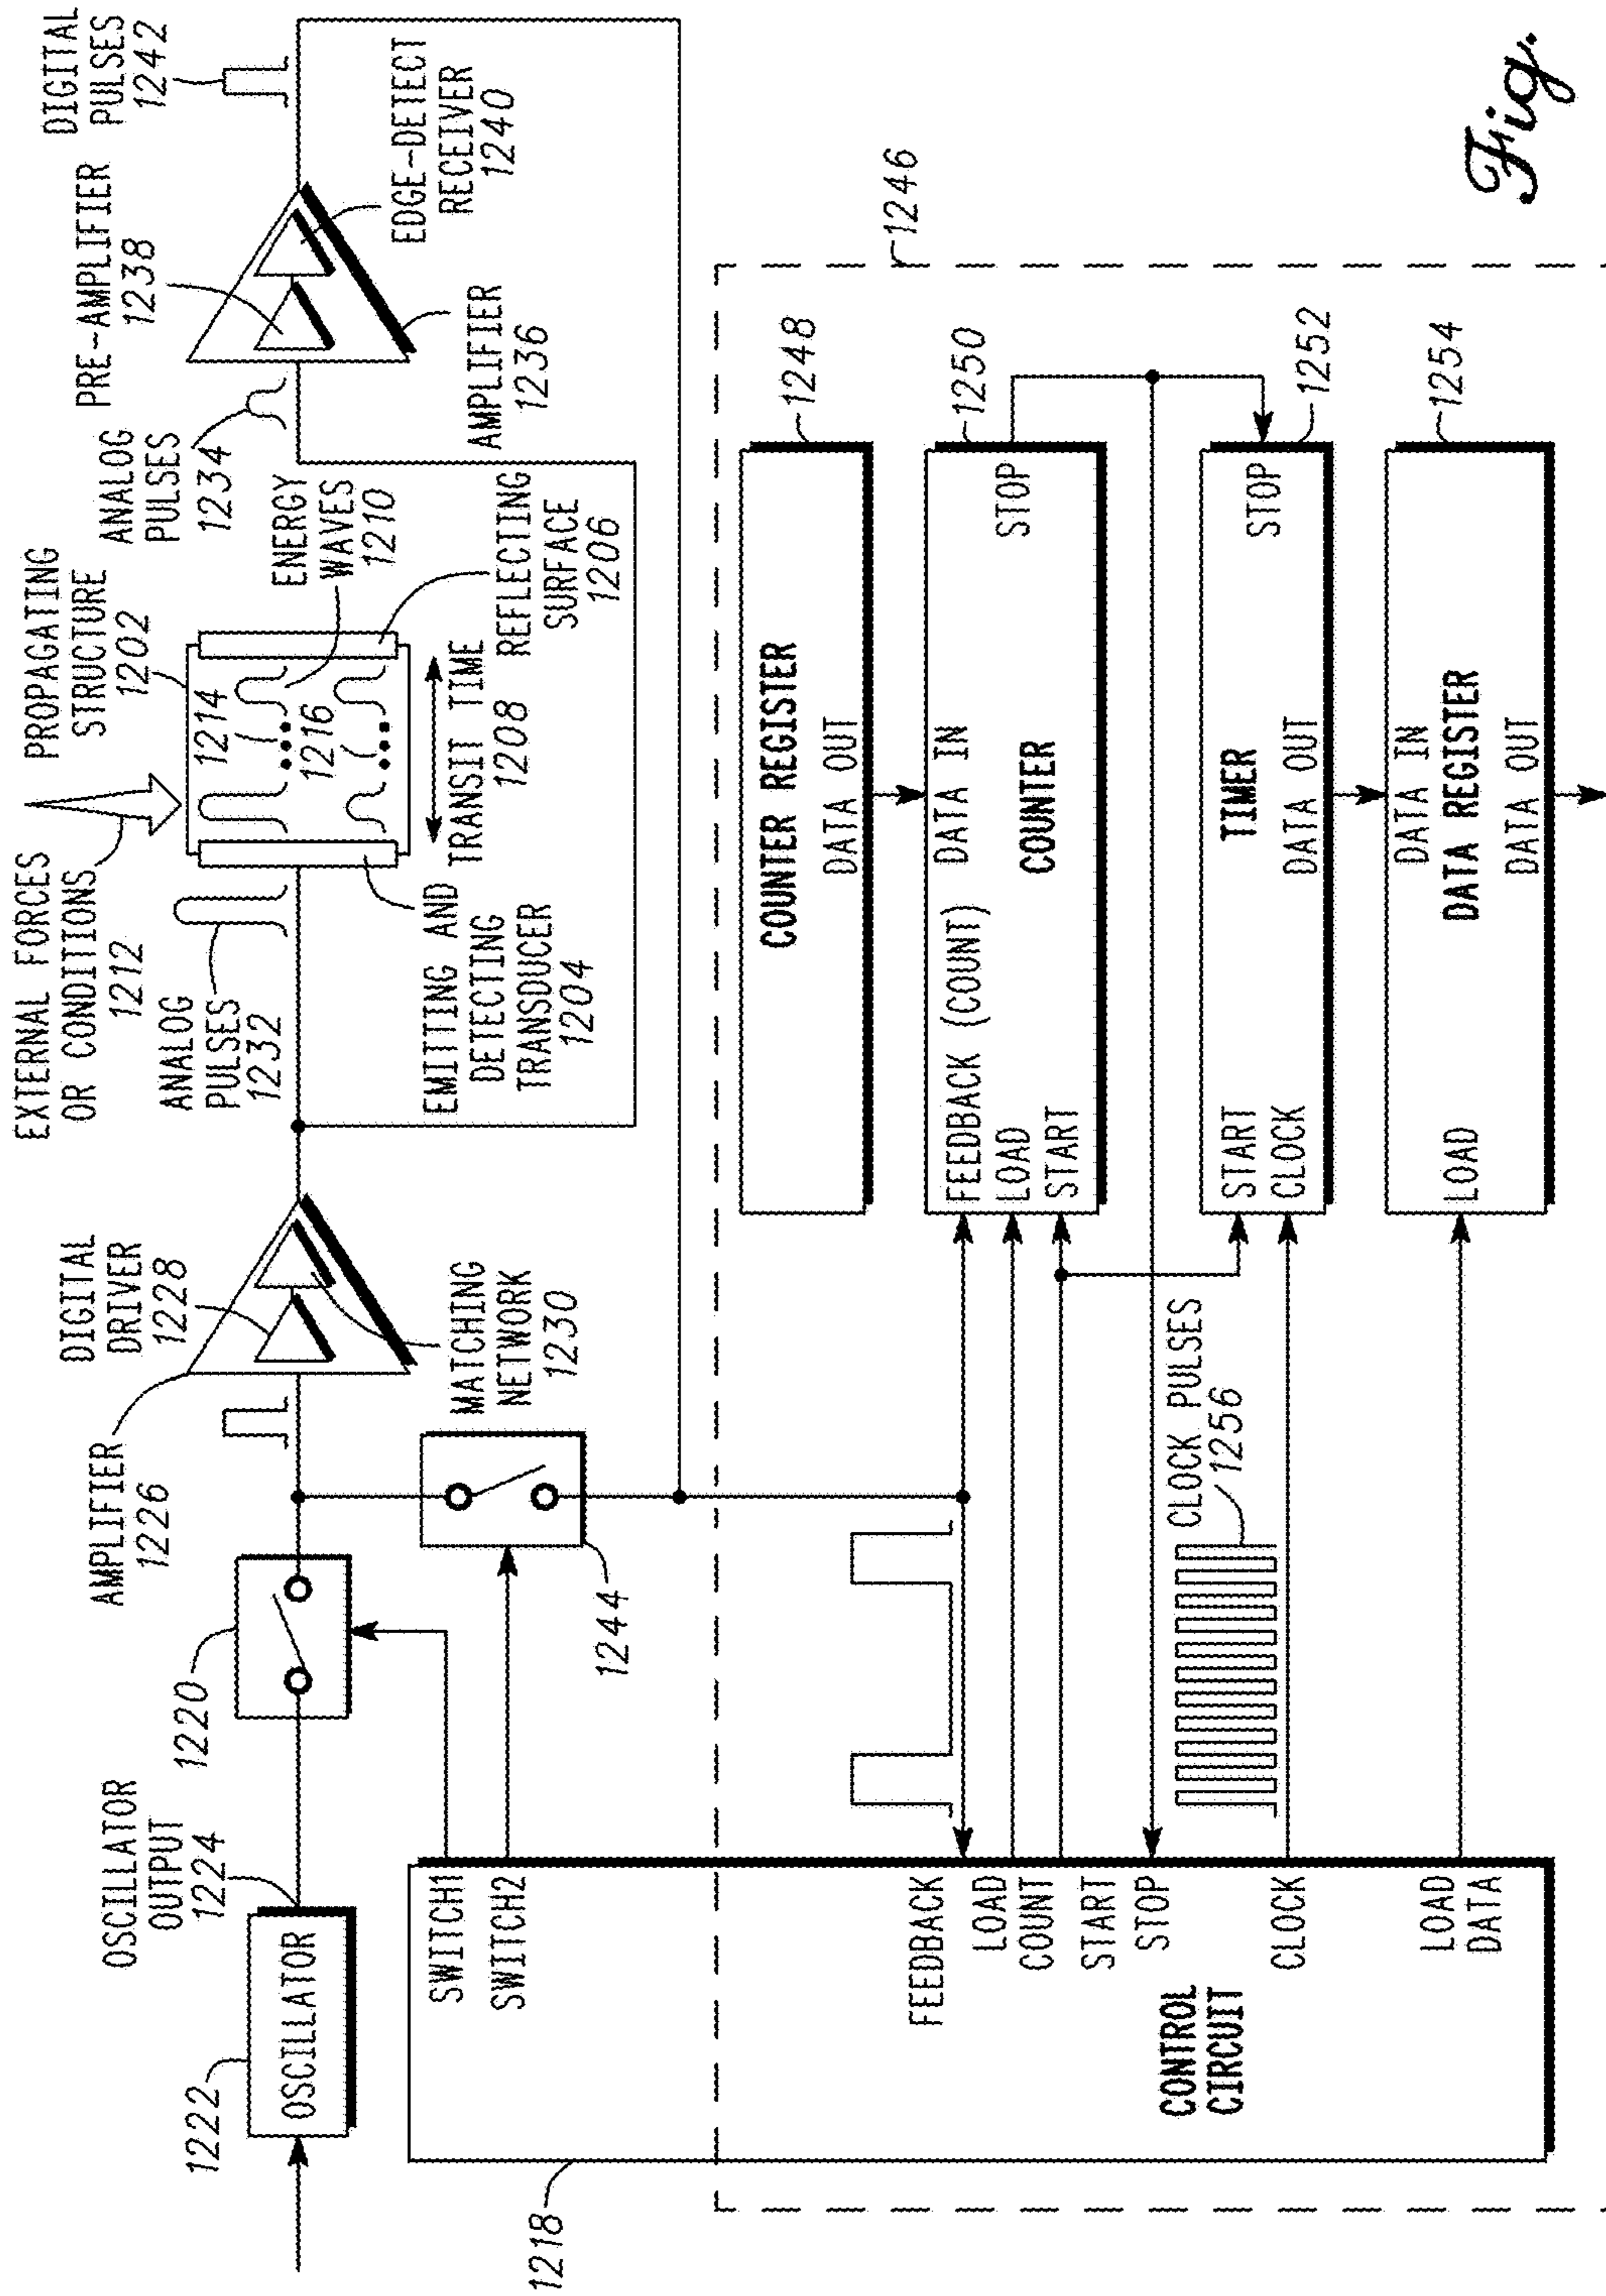 EXTERNAL FORCES
OR CONDITIONS
1212
PROPAGATING
STRUCTURE
1202
DIGITAL
PULSES
1242
PRE-AMPLIFIER
1238
ANALOG
PULSES
1234
ANALOG
PULSES
1232
DIGITAL
DRIVER
1228
AMPLIFIER
1226
OSCILLATOR
OUTPUT
1224
1222
OSCILLATOR
1220
1214
1216
ENERGY
WAVES
1210
EDGE-DETECT
RECEIVER
1240
AMPLIFIER
1236
REFLECTING
SURFACE
1206
TRANSIT TIME
1208
EMITING AND
DETECTING
TRANSDUCER
1204
MATCHING
NETWORK
1230
1244
SWITCH1
SWITCH2
1218
1246
COUNTER REGISTER
DATA OUT
1248
FEEDBACK
FEEDBACK (COUNT)
DATA IN
1250
LOAD
COUNT
LOAD
START
COUNTER
STOP
START
STOP
CLOCK PULSES
1256
CONTROL
CIRCUIT
CLOCK
START
CLOCK
TIMER
DATA OUT
STOP
1252
LOAD
DATA
LOAD
DATA IN
DATA REGISTER
DATA OUT
1254
Fig.